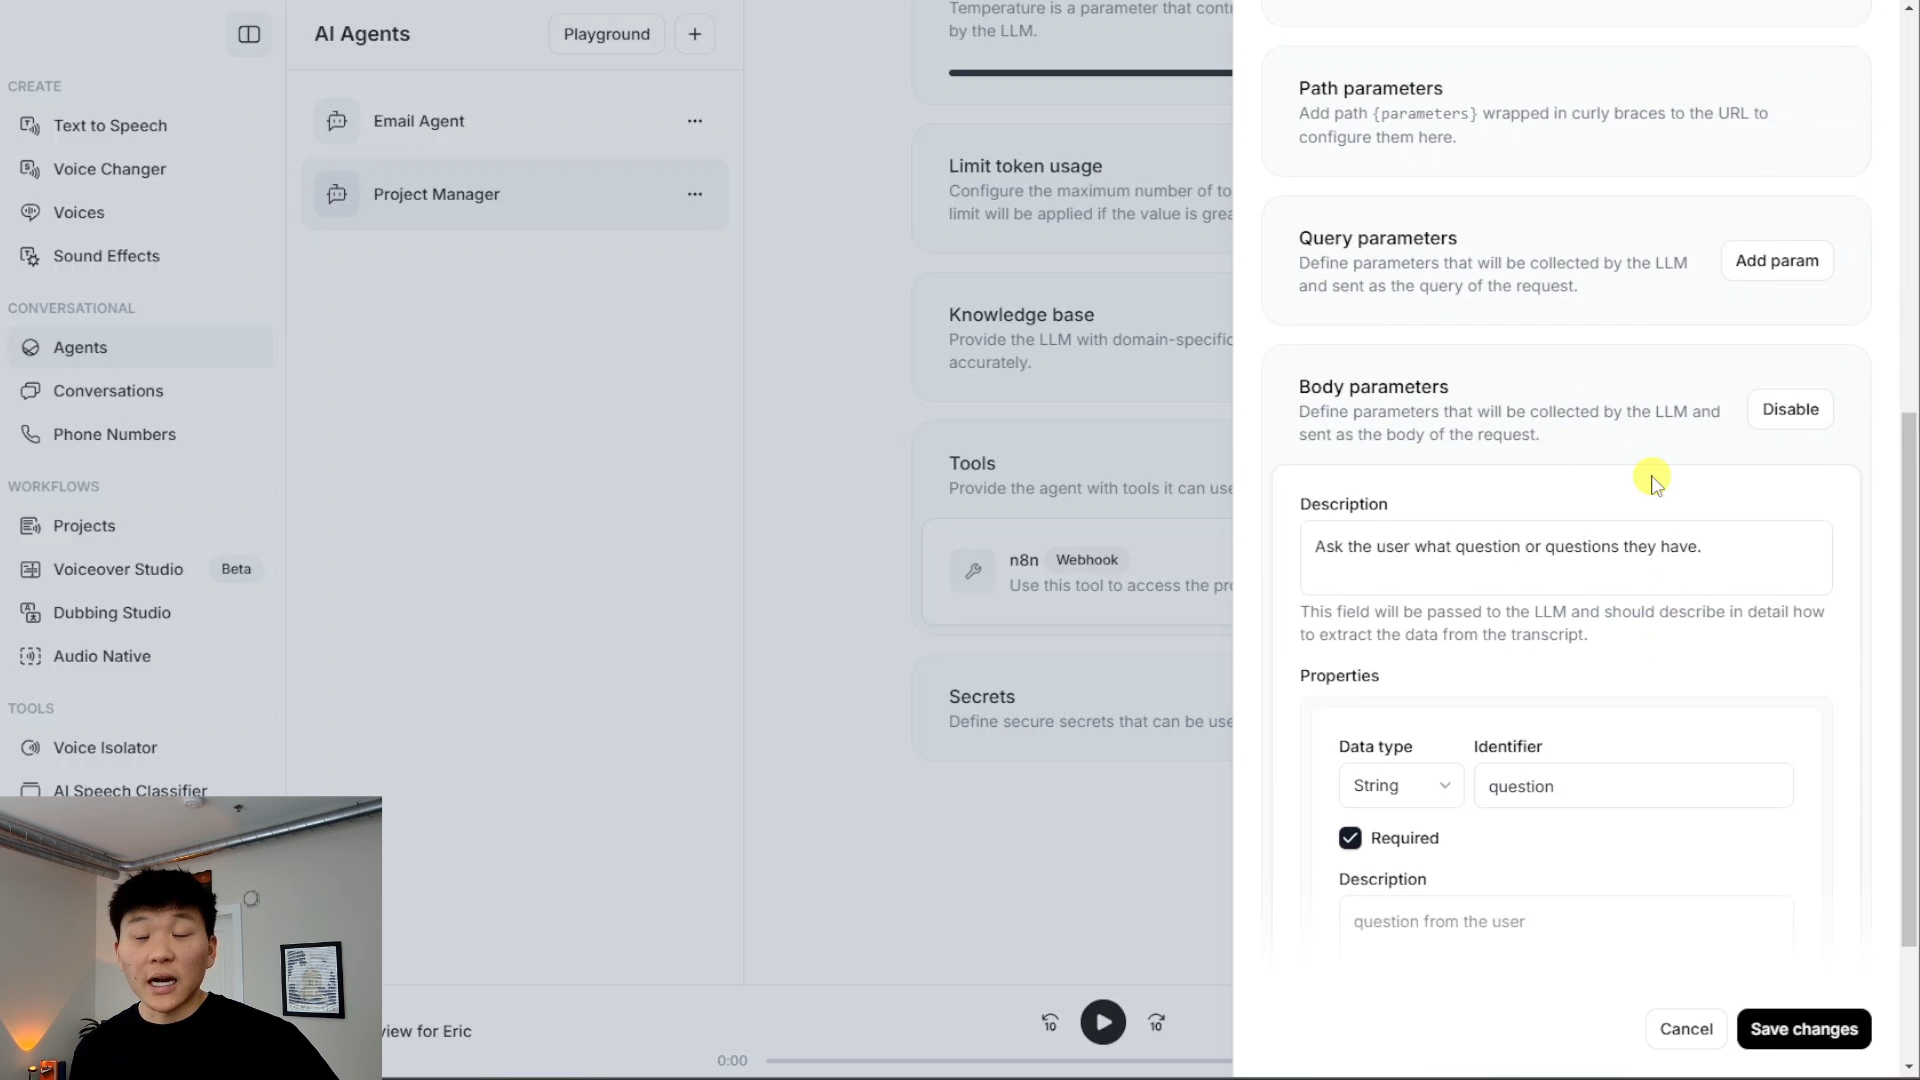 CREATE
Text to Speech
Voice Changer
Voices
Sound Effects
CONVERSATIONAL
Agents
Conversations
Phone Numbers
WORKFLOWS
Projects
Voiceover Studio Beta
Dubbing Studio
Audio Native
TOOLS
Voice Isolator
AI Speech Classifier
AI Agents
Playground +
Email Agent
Project Manager
Temperature is a parameter that cont
by the LLM.
Limit token usage
Configure the maximum number of to
limit will be applied if the value is grea
Knowledge base
Provide the LLM with domain-specific
accurately.
Tools
Provide the agent with tools it can use
n8n Webhook
Use this tool to access the pr
Secrets
Define secure secrets that can be use
view for Eric
10
10
0:00
Path parameters
Add path {parameters} wrapped in curly braces to the URL to
configure them here.
Query parameters
Define parameters that will be collected by the LLM
and sent as the query of the request.
Add param
Body parameters
Define parameters that will be collected by the LLM and
sent as the body of the request.
Disable
Description
Ask the user what question or questions they have.
This field will be passed to the LLM and should describe in detail how
to extract the data from the transcript.
Properties
Data type Identifier
String question
Required
Description
question from the user
Cancel Save changes